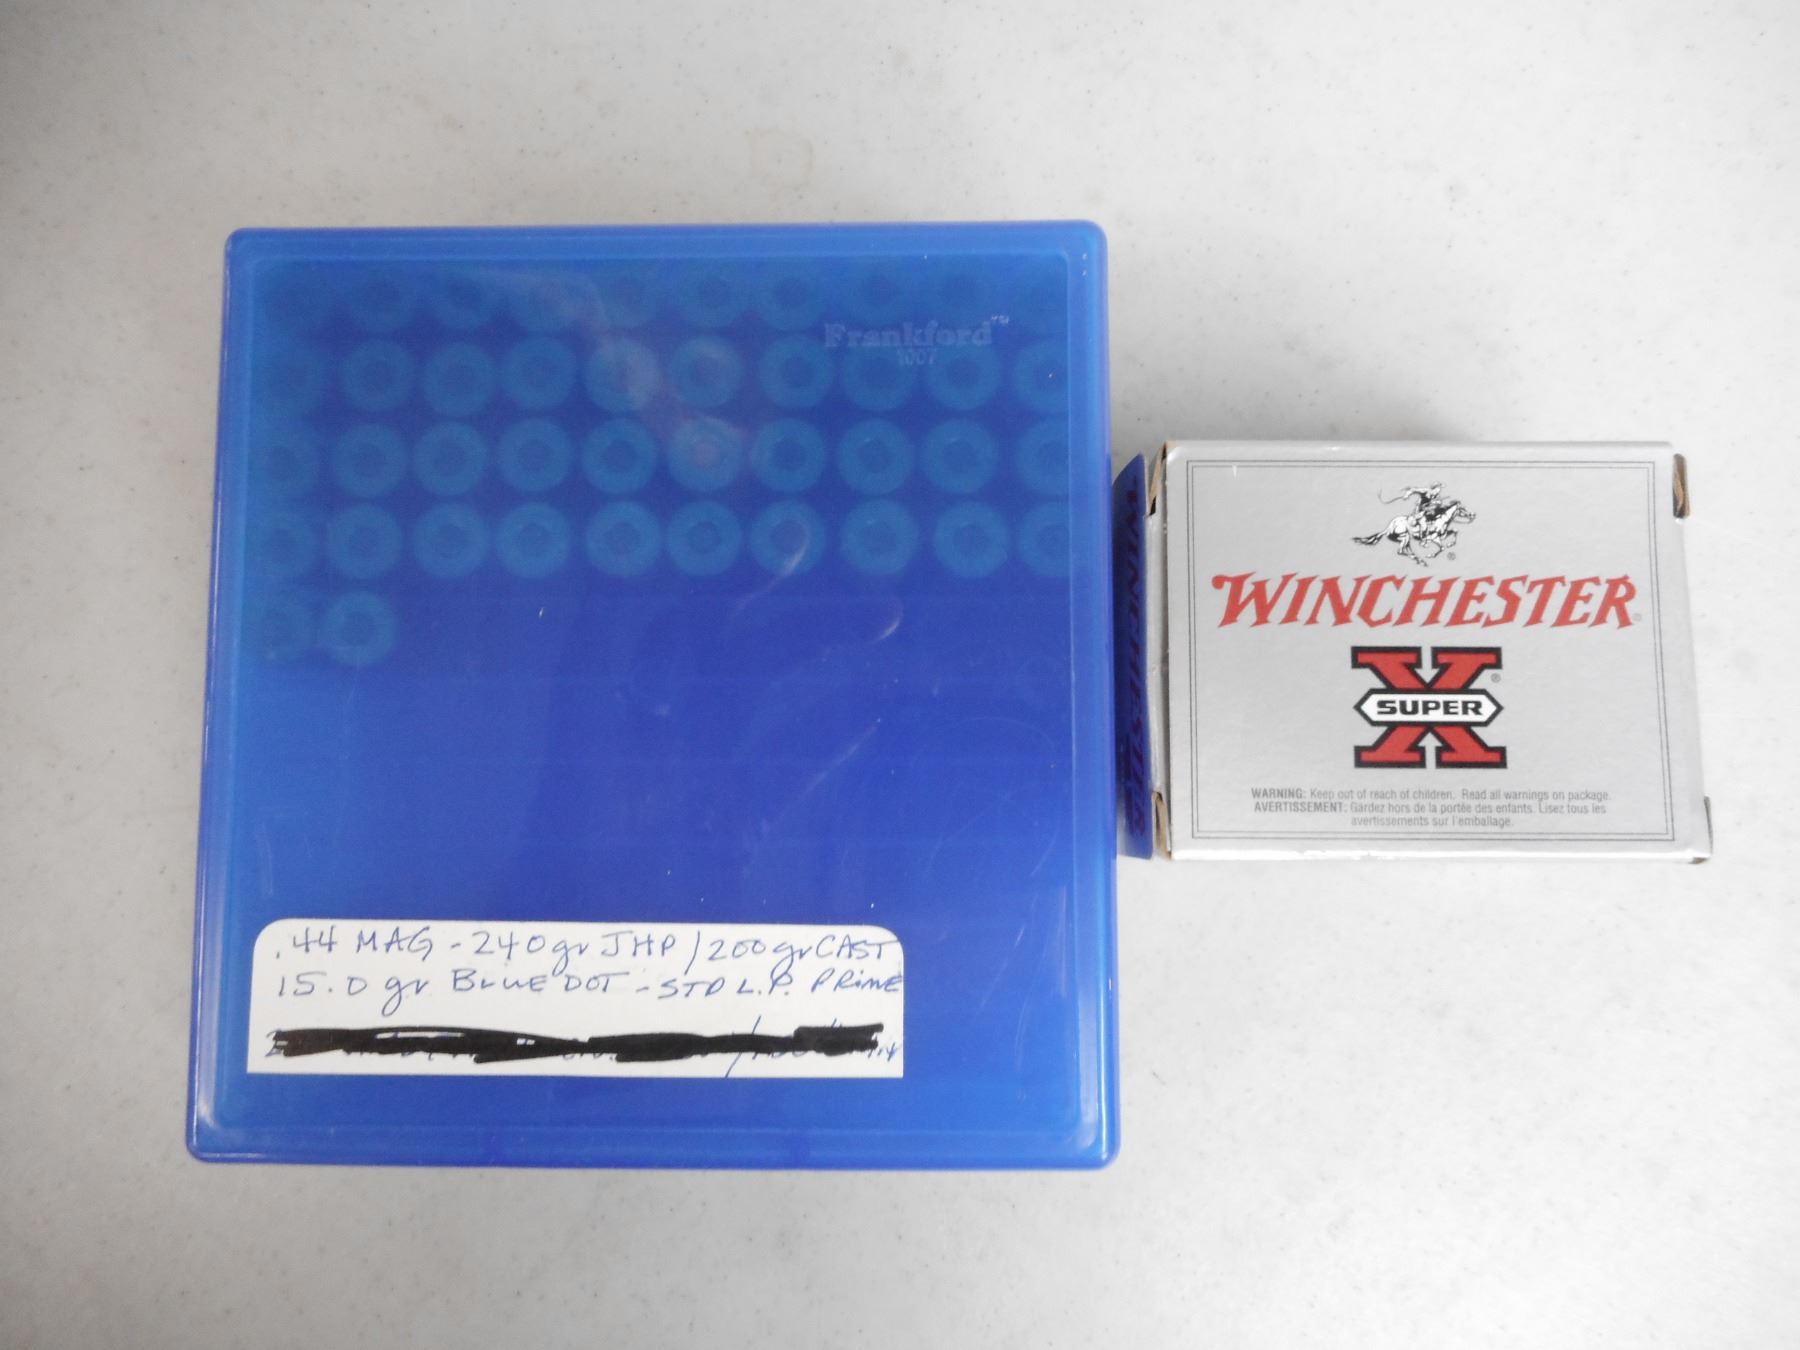 Frankford™
1007
.44 MAG - 240gr JHP / 200gr CAST
15.0 gr BLUE DOT - STD L.P. PRIME
WINCHESTER
WINCHESTER
X
SUPER
WARNING: Keep out of reach of children. Read all warnings on package.
AVERTISSEMENT: Gardez hors de la portée des enfants. Lisez tous les
avertissements sur l'emballage.